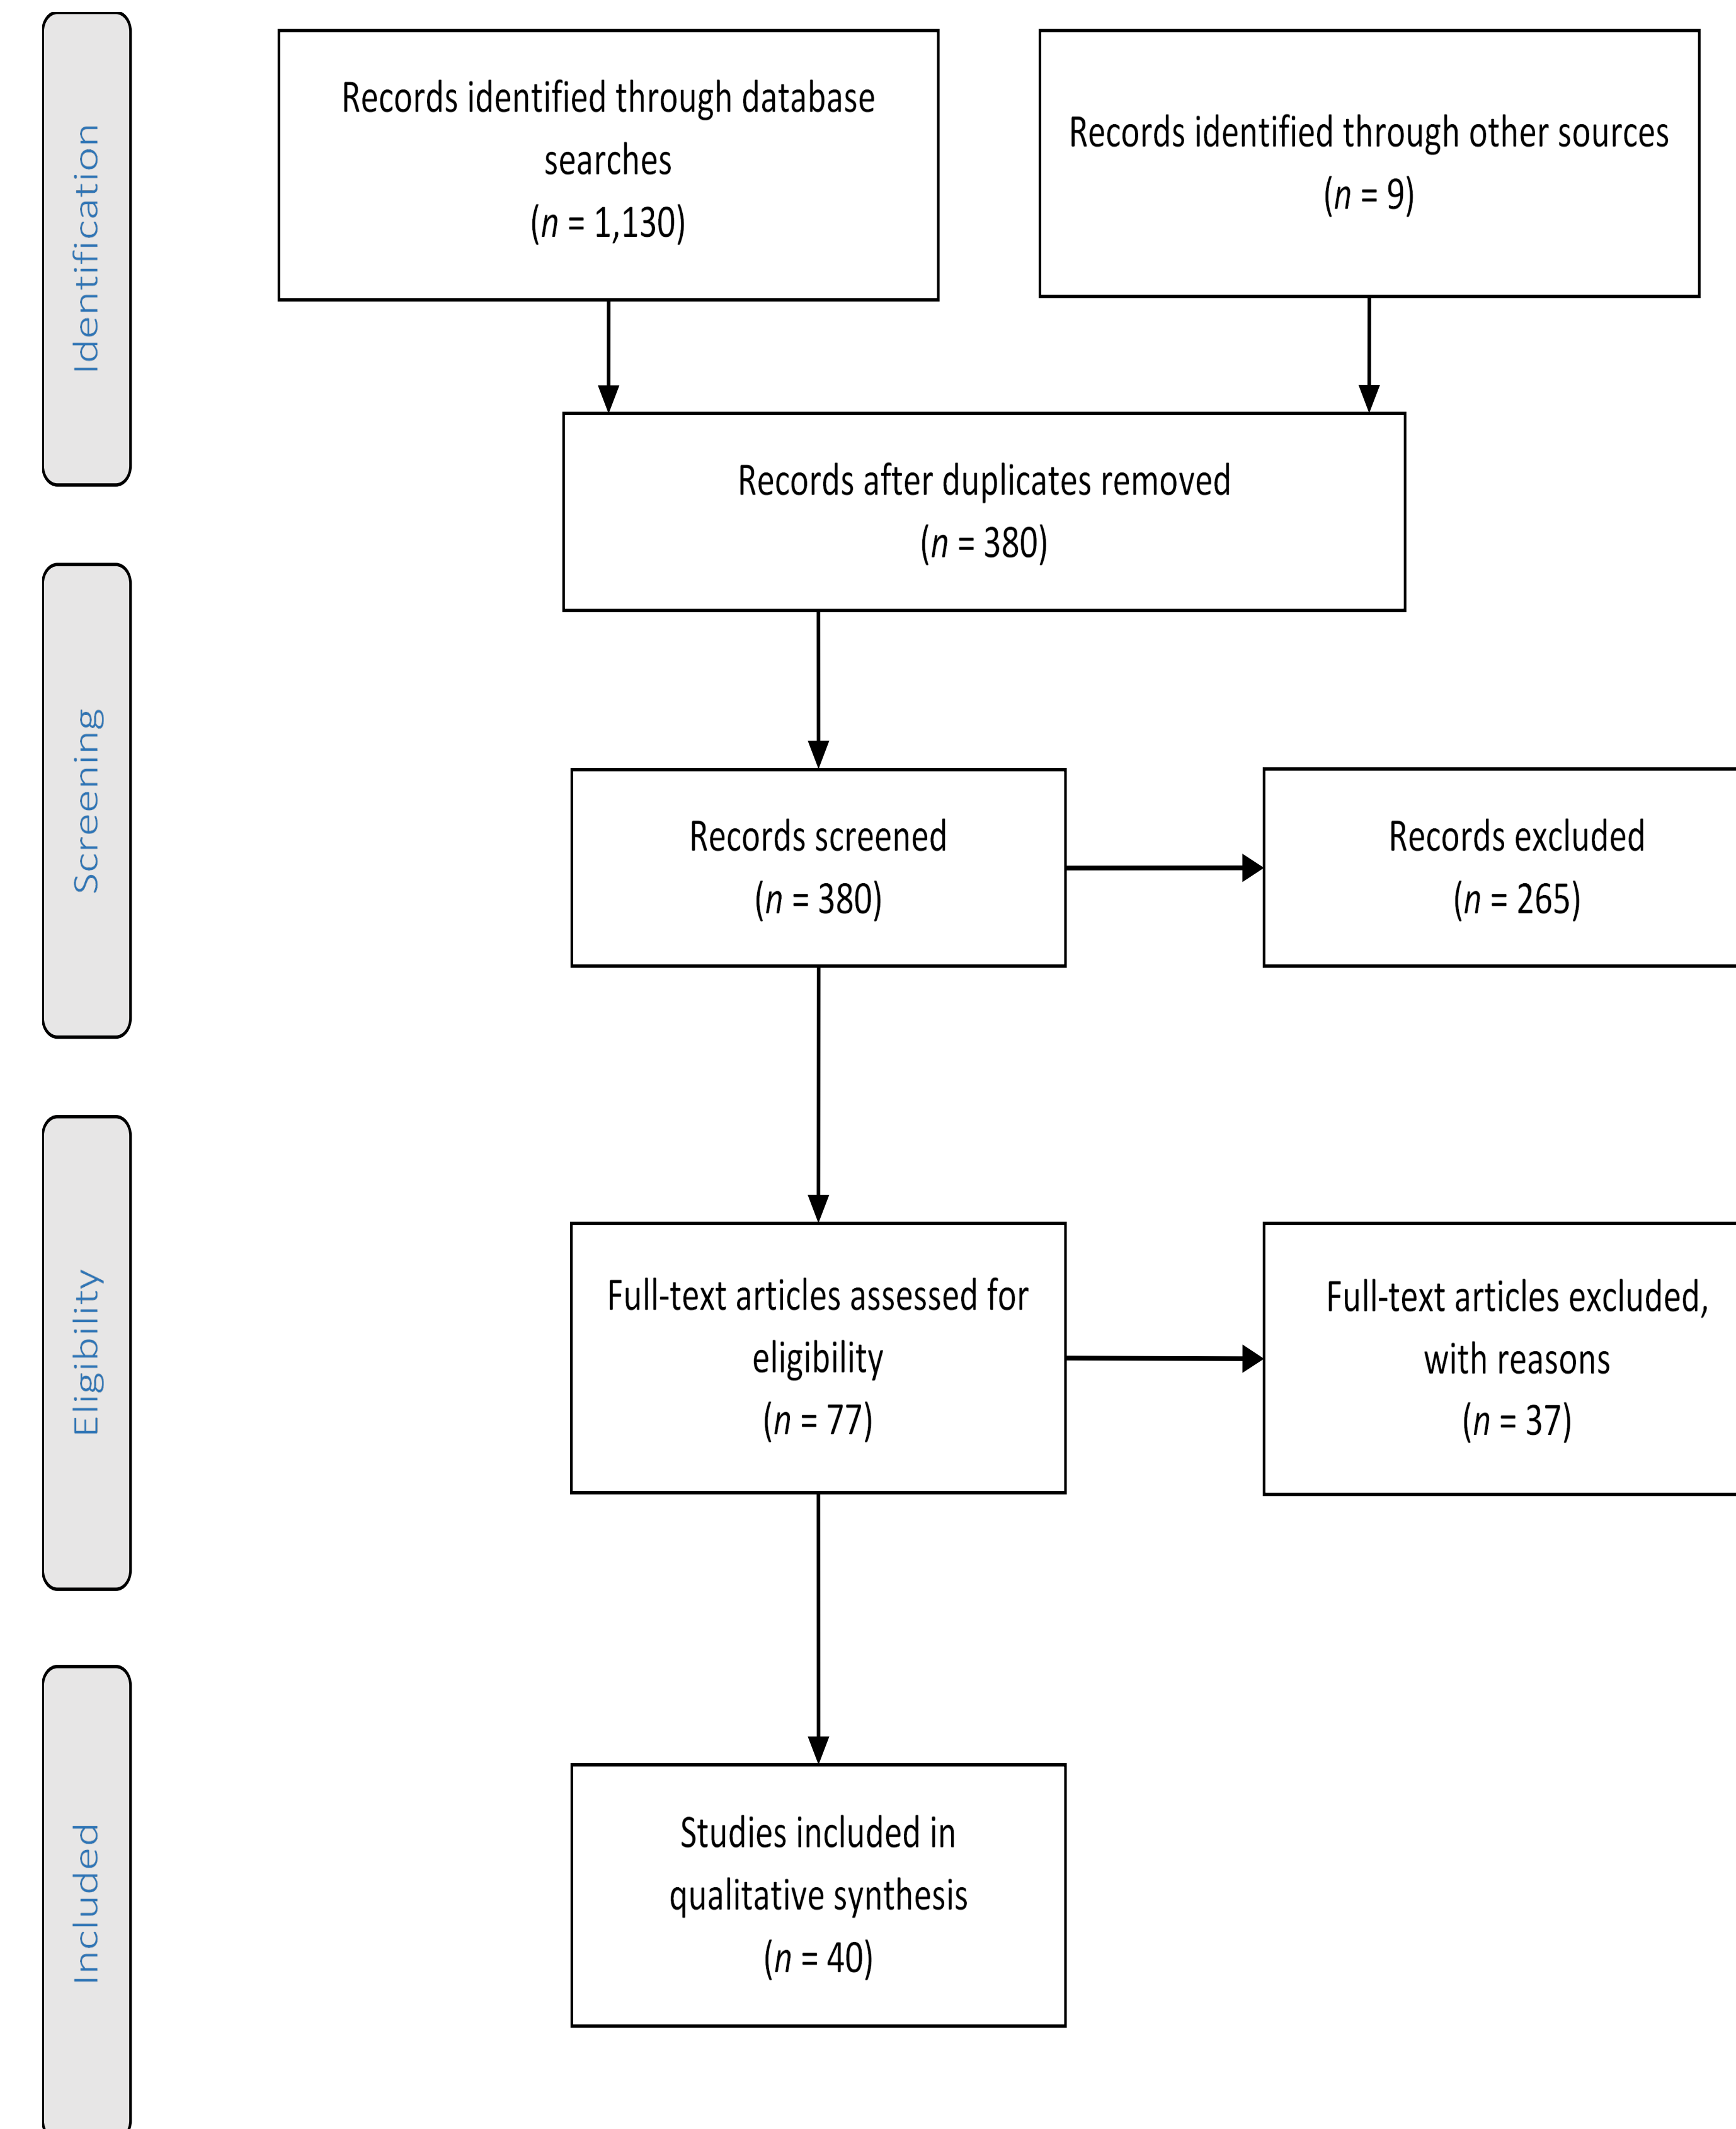 Identification
Records identified through database
searches
(n = 1,130)
Records identified through other sources
(n = 9)
Records after duplicates removed
(n = 380)
Screening
Records screened
(n = 380)
Records excluded
(n = 265)
Eligibility
Full-text articles assessed for
eligibility
(n = 77)
Full-text articles excluded,
with reasons
(n = 37)
Included
Studies included in
qualitative synthesis
(n = 40)